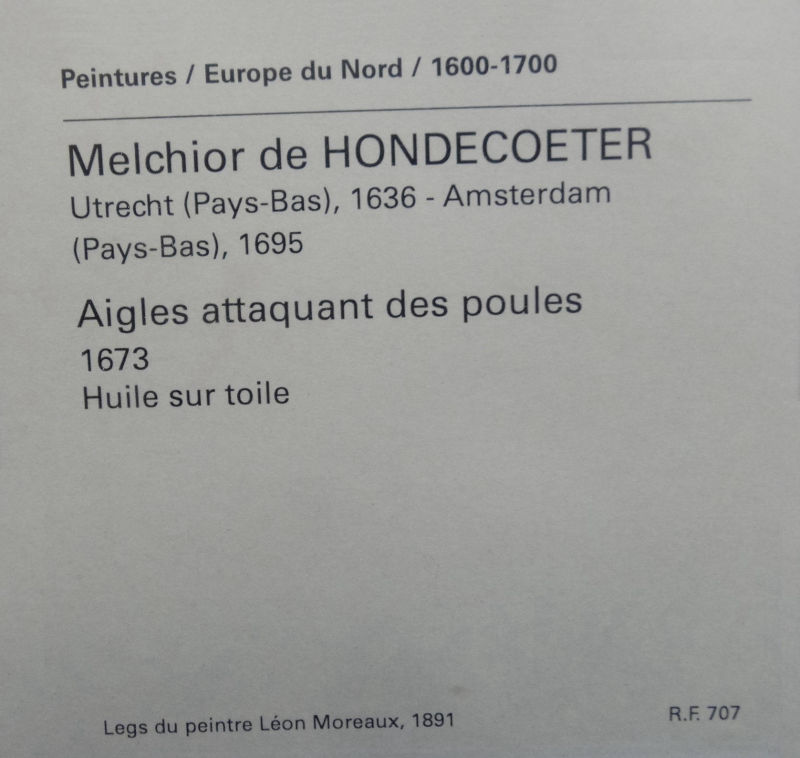 Peintures / Europe du Nord / 1600-1700
Melchior de HONDECOETER
Utrecht (Pays-Bas), 1636 - Amsterdam
(Pays-Bas), 1695
Aigles attaquant des poules
1673
Huile sur toile
Legs du peintre Léon Moreaux, 1891
R.F. 707